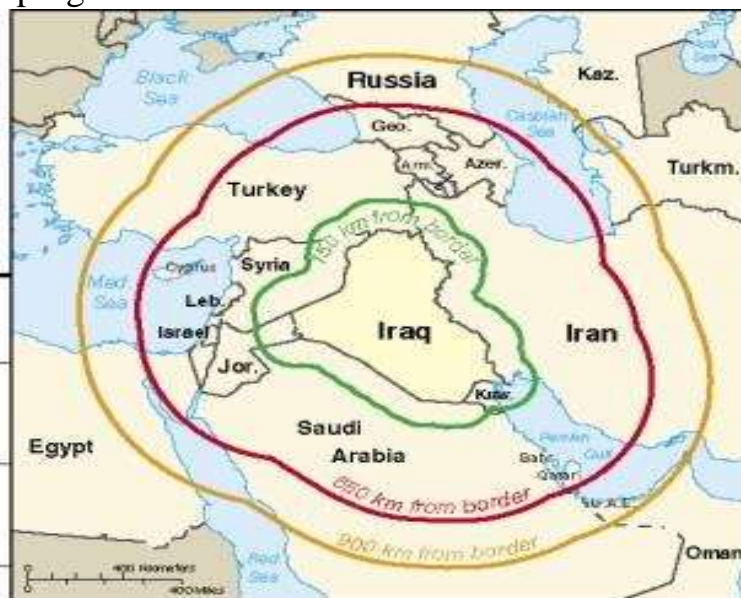 Black
Sea
Russia
Kaz.
Caspian
Sea
Geo.
Arm.
Azer.
Turkm.
Turkey
150 km from border
Cyprus
Syria
Med.
Sea
Leb.
Israel
Iraq
Iran
Jor.
Kuw.
Saudi
Arabia
Egypt
Persian
Gulf
Bahr.
Qatar
U.A.E.
650 km from border
900 km from border
Oman
Red
Sea
400 Kilometers
400 Miles